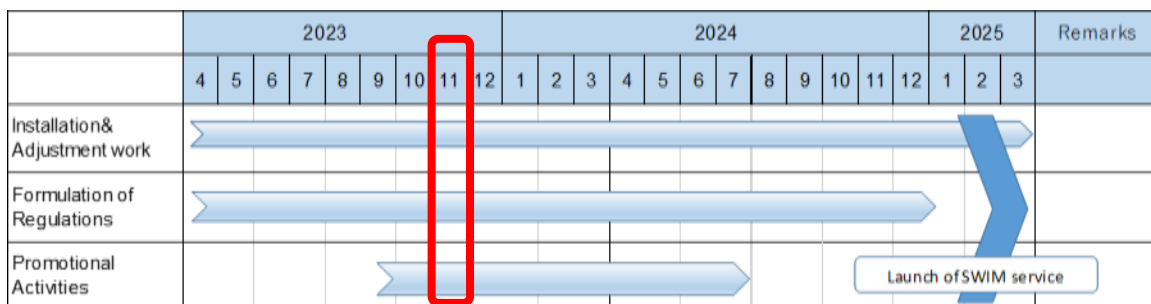 2023 2024 2025 Remarks
4 5 6 7 8 9 10 11 12 1 2 3 4 5 6 7 8 9 10 11 12 1 2 3
Installation&
Adjustment work
Formulation of
Regulations
Promotional
Activities
Launch of SWIM service